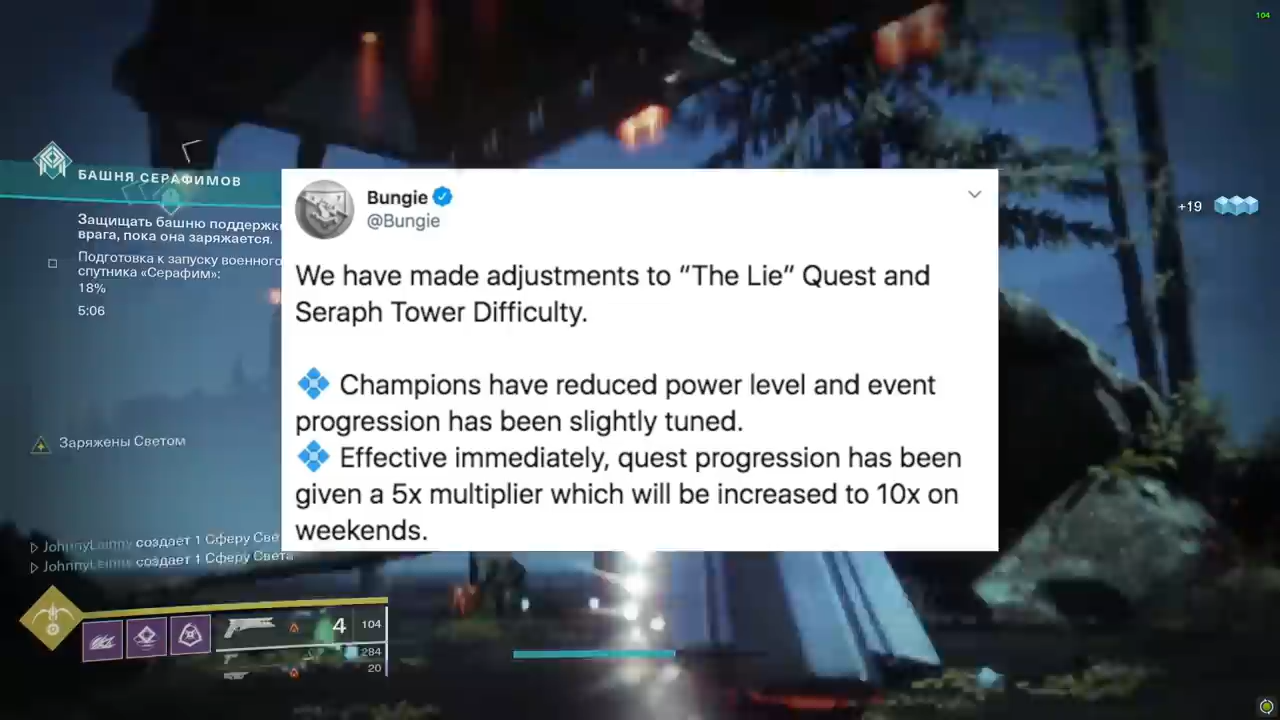 104
БАШНЯ СЕРАФИМОВ
Защищать башню поддержк
врага, пока она заряжается.
Подготовка к запуску военного
спутника «Серафим»:
18%
5:06
+19
Bungie
@Bungie
We have made adjustments to “The Lie” Quest and
Seraph Tower Difficulty.
Champions have reduced power level and event
progression has been slightly tuned.
Effective immediately, quest progression has been
given a 5x multiplier which will be increased to 10x on
weekends.
Заряжены Светом
создает 1 Сферу Све
создает 1 Сферу Света
4
104
284
20